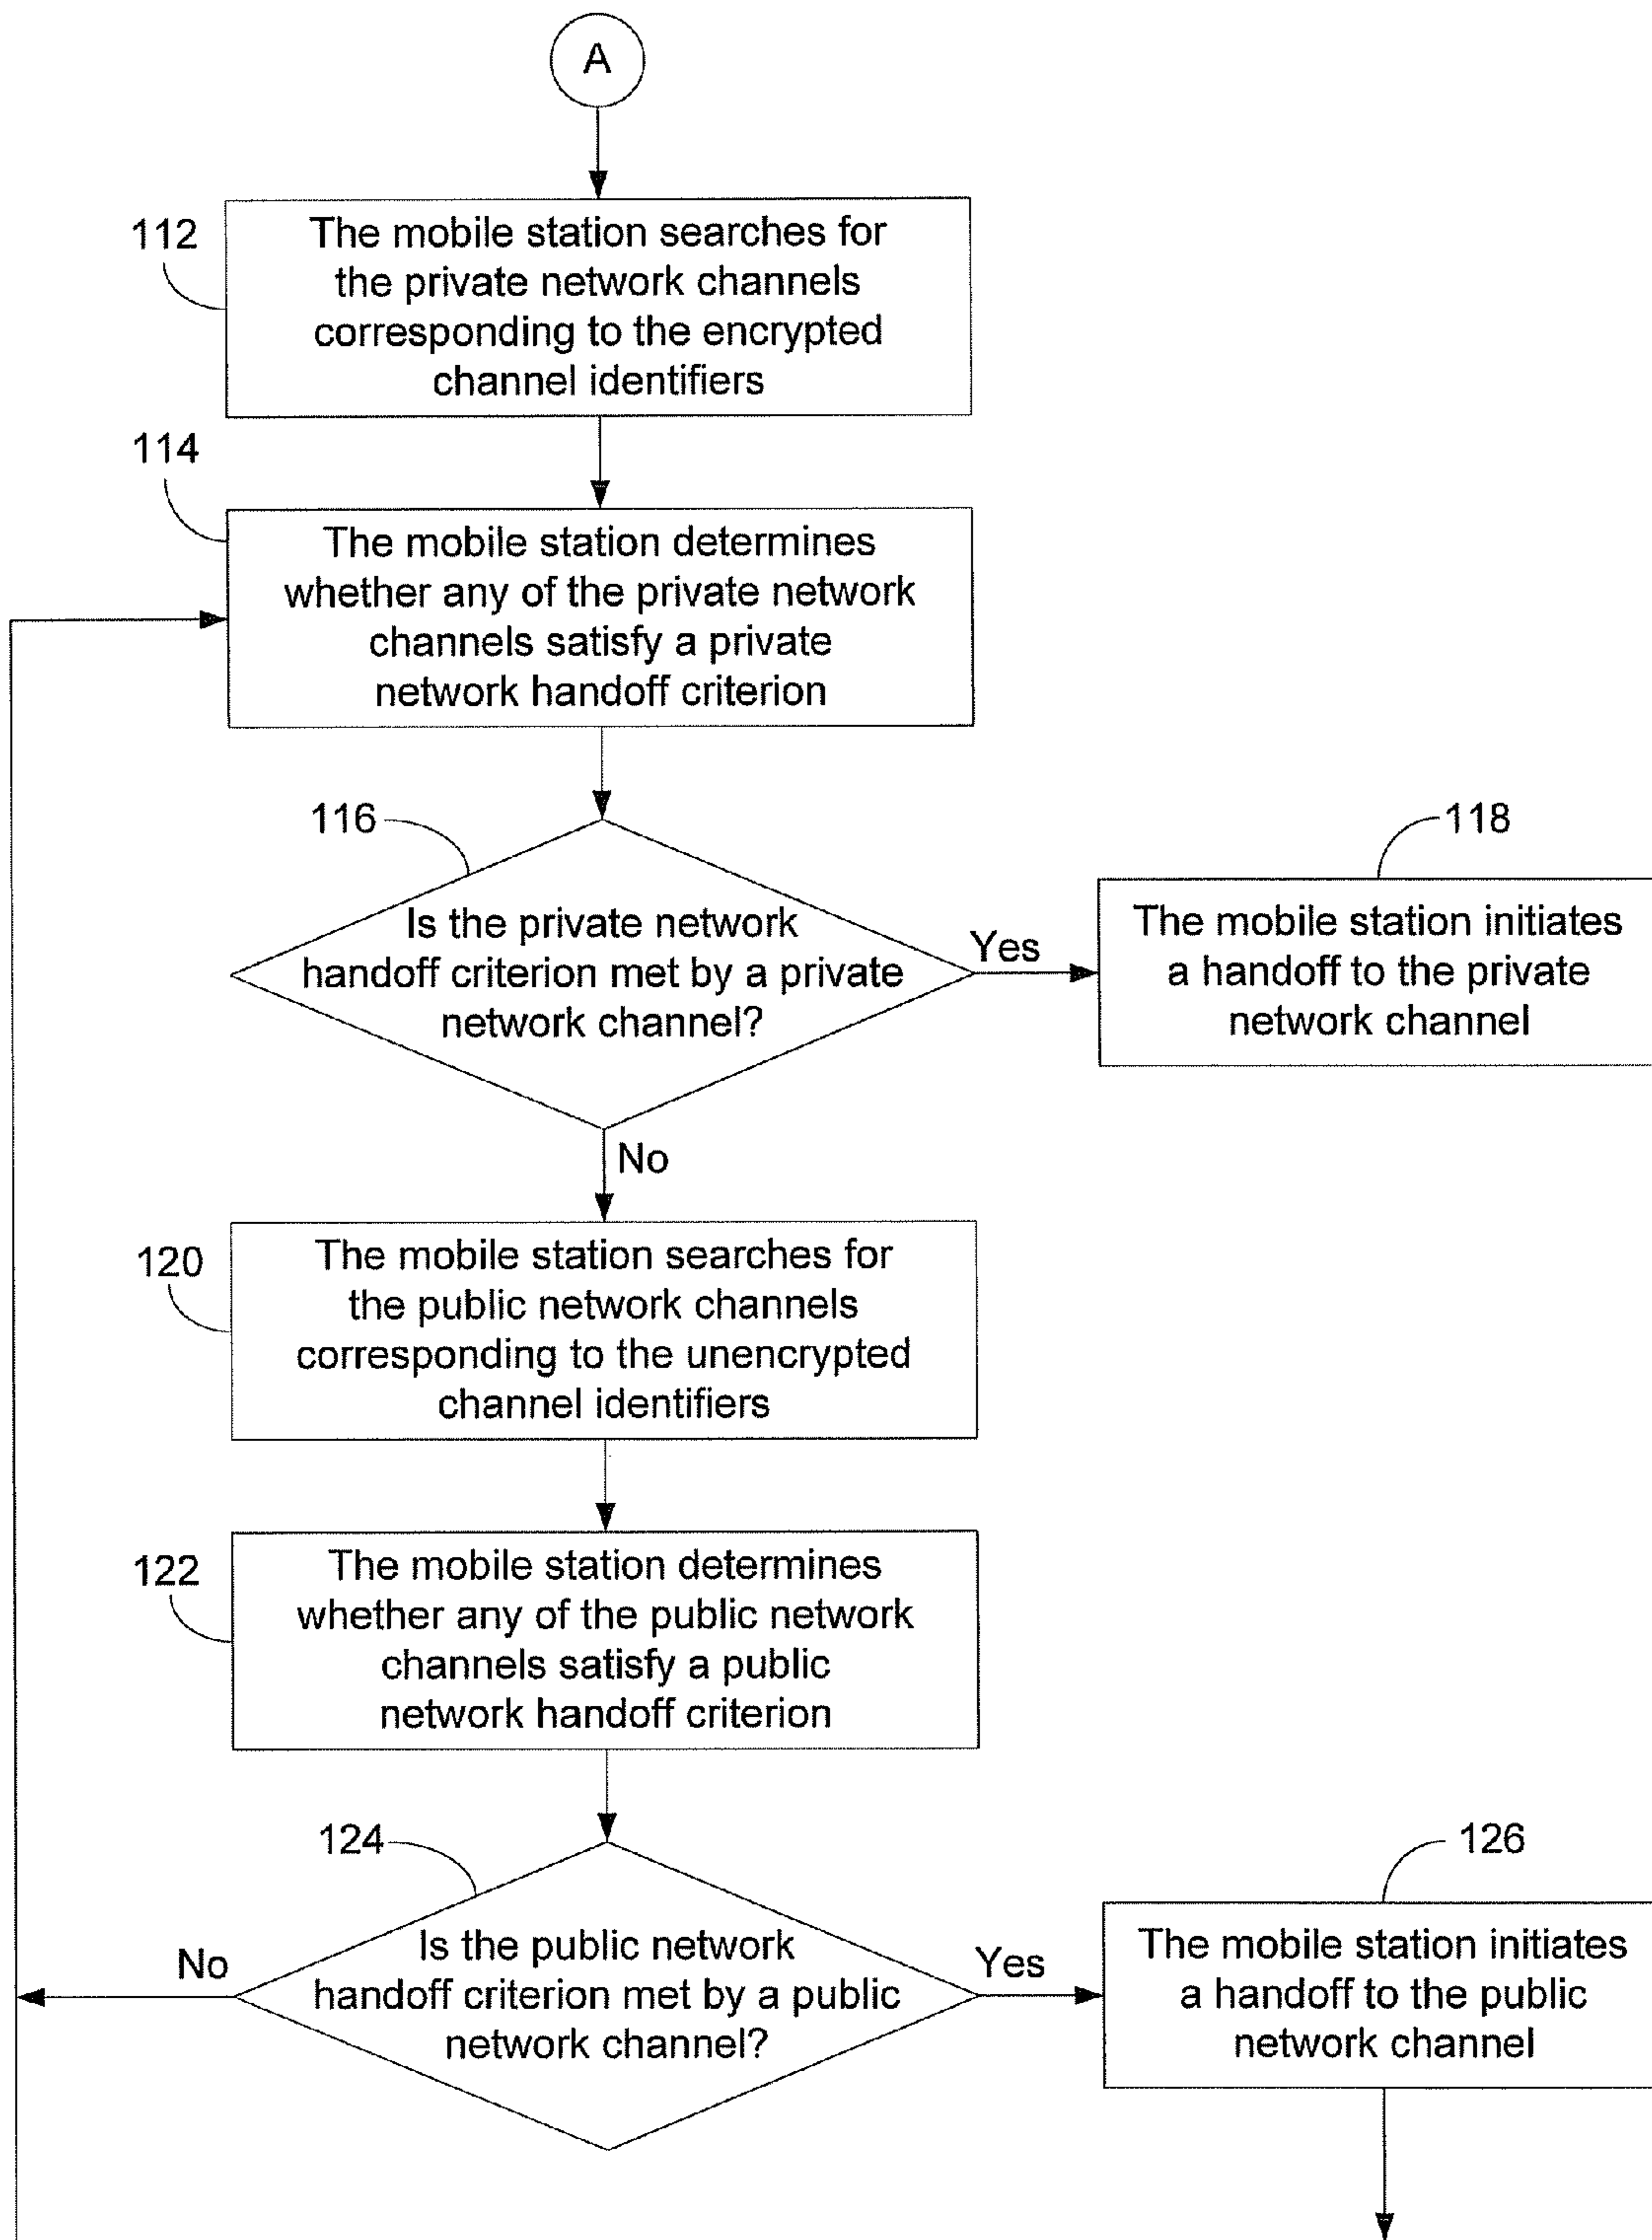 A
112
The mobile station searches for
the private network channels
corresponding to the encrypted
channel identifiers
114
The mobile station determines
whether any of the private network
channels satisfy a private
network handoff criterion
116
Is the private network
handoff criterion met by a private
network channel?
Yes
118
The mobile station initiates
a handoff to the private
network channel
No
120
The mobile station searches for
the public network channels
corresponding to the unencrypted
channel identifiers
122
The mobile station determines
whether any of the public network
channels satisfy a public
network handoff criterion
124
Is the public network
handoff criterion met by a public
network channel?
No
Yes
126
The mobile station initiates
a handoff to the public
network channel